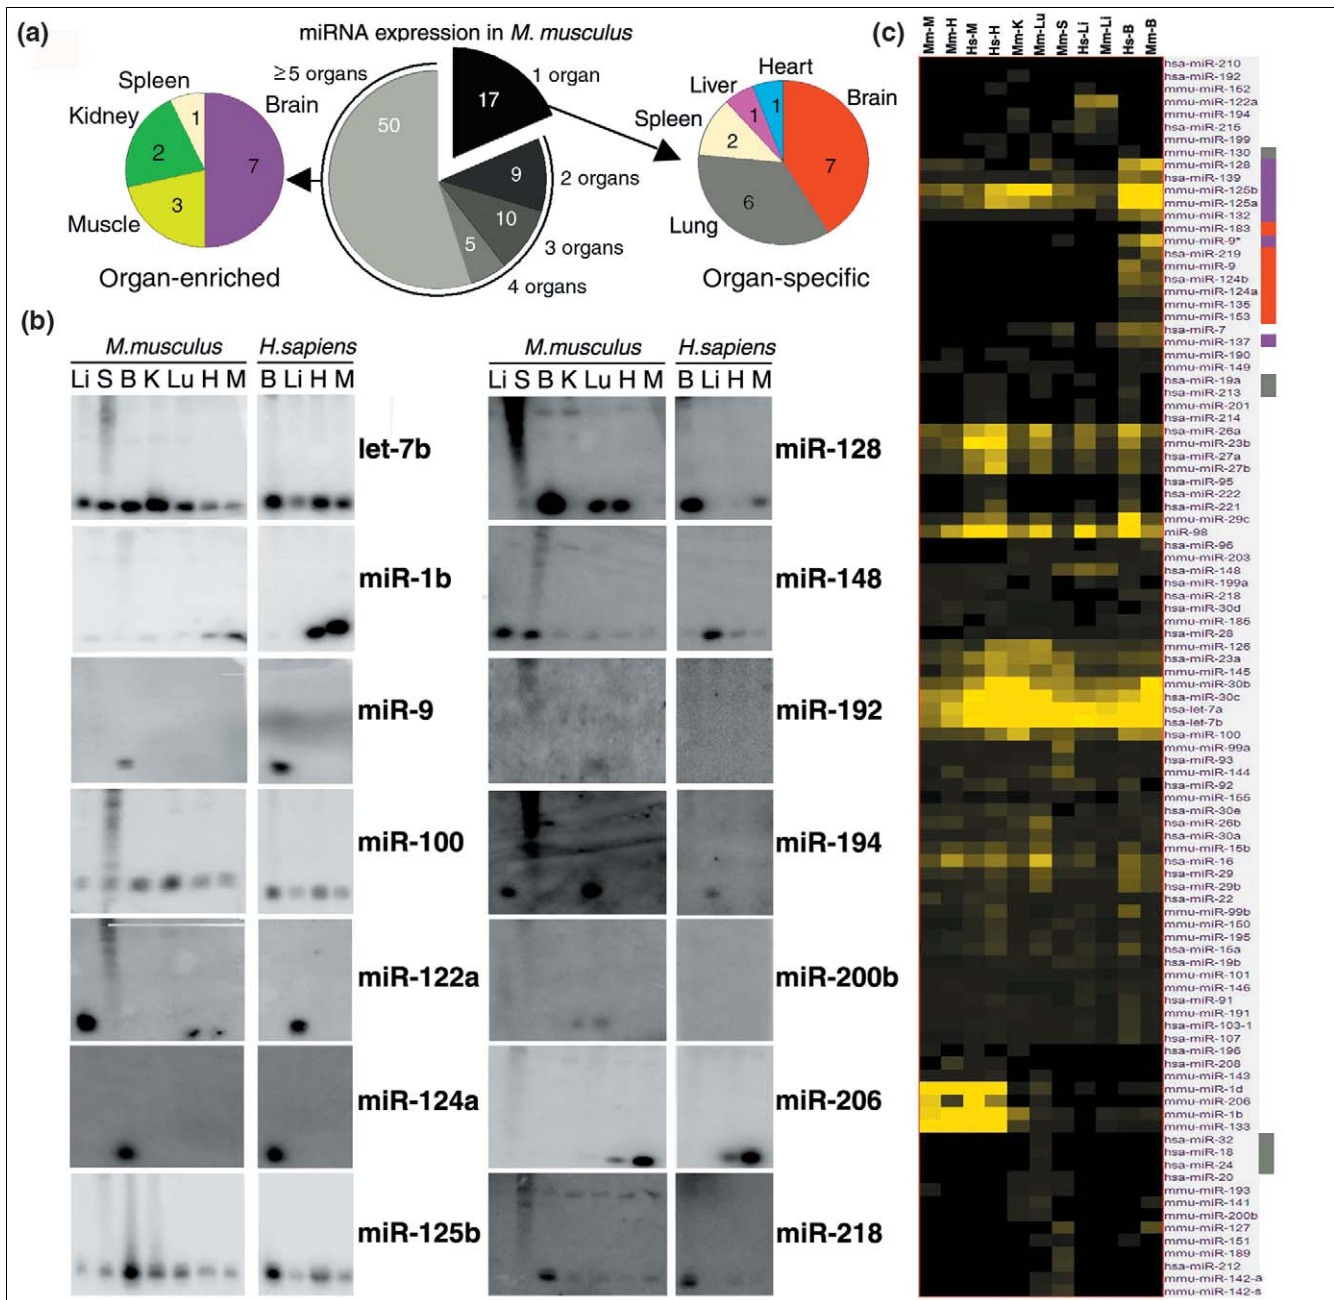 (a)
miRNA expression in M. musculus
≥5 organs
1 organ
17
50
9
2 organs
10
3 organs
5
4 organs
Spleen
Kidney
Brain
1
2
7
3
Muscle
Organ-enriched
Heart
Liver
Brain
Spleen
1
1
2
7
6
Lung
Organ-specific
(b)
M.musculus
H.sapiens
Li S B K Lu H M
B Li H M
let-7b
miR-1b
miR-9
miR-100
miR-122a
miR-124a
miR-125b
M.musculus
H.sapiens
Li S B K Lu H M
B Li H M
miR-128
miR-148
miR-192
miR-194
miR-200b
miR-206
miR-218
(c)
Mm-M
Mm-H
Hs-M
Hs-H
Mm-K
Mm-Lu
Mm-S
Hs-Li
Mm-Li
Hs-B
Mm-B
hsa-miR-210
hsa-miR-192
mmu-miR-152
mmu-miR-122a
mmu-miR-194
hsa-miR-215
mmu-miR-199
mmu-miR-130
mmu-miR-128
hsa-miR-139
mmu-miR-125b
mmu-miR-125a
mmu-miR-132
mmu-miR-183
mmu-miR-9*
hsa-miR-219
mmu-miR-9
hsa-miR-124b
mmu-miR-124a
mmu-miR-135
mmu-miR-153
hsa-miR-7
mmu-miR-137
mmu-miR-190
mmu-miR-149
hsa-miR-19a
hsa-miR-213
mmu-miR-201
hsa-miR-214
hsa-miR-26a
mmu-miR-23b
hsa-miR-27a
mmu-miR-27b
hsa-miR-95
hsa-miR-222
hsa-miR-221
mmu-miR-29c
miR-98
hsa-miR-96
mmu-miR-203
hsa-miR-148
hsa-miR-199a
hsa-miR-218
hsa-miR-30d
mmu-miR-185
hsa-miR-28
mmu-miR-126
hsa-miR-23a
mmu-miR-145
mmu-miR-30b
hsa-miR-30c
hsa-let-7a
hsa-let-7b
hsa-miR-100
mmu-miR-99a
hsa-miR-93
mmu-miR-144
hsa-miR-92
mmu-miR-155
hsa-miR-30e
mmu-miR-26b
hsa-miR-30a
mmu-miR-15b
hsa-miR-16
hsa-miR-29
hsa-miR-29b
hsa-miR-22
mmu-miR-99b
mmu-miR-150
mmu-miR-195
hsa-miR-15a
hsa-miR-19b
mmu-miR-101
mmu-miR-146
hsa-miR-91
mmu-miR-191
hsa-miR-103-1
hsa-miR-107
hsa-miR-196
hsa-miR-208
mmu-miR-143
mmu-miR-1d
mmu-miR-206
mmu-miR-1b
mmu-miR-133
hsa-miR-32
hsa-miR-18
hsa-miR-24
hsa-miR-20
mmu-miR-193
mmu-miR-141
mmu-miR-200b
mmu-miR-127
mmu-miR-151
mmu-miR-189
hsa-miR-212
mmu-miR-142-a
mmu-miR-142-s